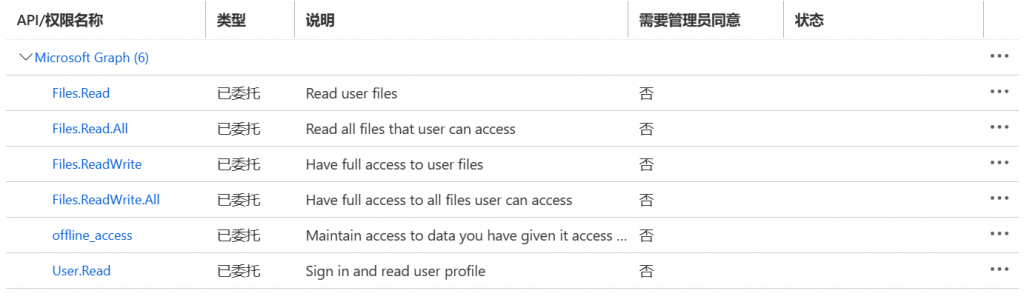 API/权限名称 类型 说明 需要管理员同意 状态
Microsoft Graph (6)
Files.Read 已委托 Read user files 否
Files.Read.All 已委托 Read all files that user can access 否
Files.ReadWrite 已委托 Have full access to user files 否
Files.ReadWrite.All 已委托 Have full access to all files user can access 否
offline_access 已委托 Maintain access to data you have given it access ... 否
User.Read 已委托 Sign in and read user profile 否